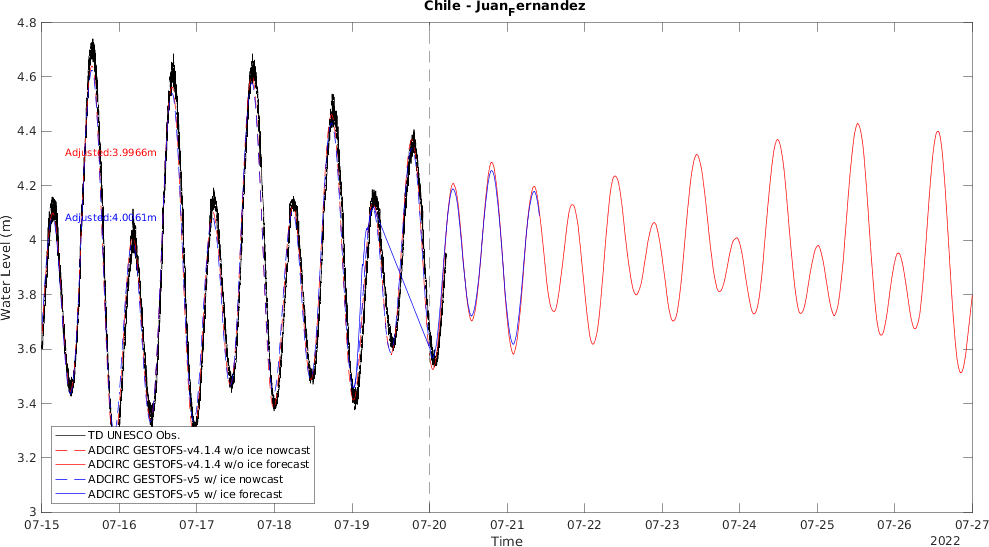 Chile - JuanFernandez
4.8
4.6
4.4
4.2
4
3.8
3.6
3.4
3.2
3
Water Level (m)
Adjusted:3.9966m
Adjusted:4.0061m
TD UNESCO Obs.
ADCIRC GESTOFS-v4.1.4 w/o ice nowcast
ADCIRC GESTOFS-v4.1.4 w/o ice forecast
ADCIRC GESTOFS-v5 w/ ice nowcast
ADCIRC GESTOFS-v5 w/ ice forecast
07-15 07-16 07-17 07-18 07-19 07-20 07-21 07-22 07-23 07-24 07-25 07-26 07-27
Time
2022